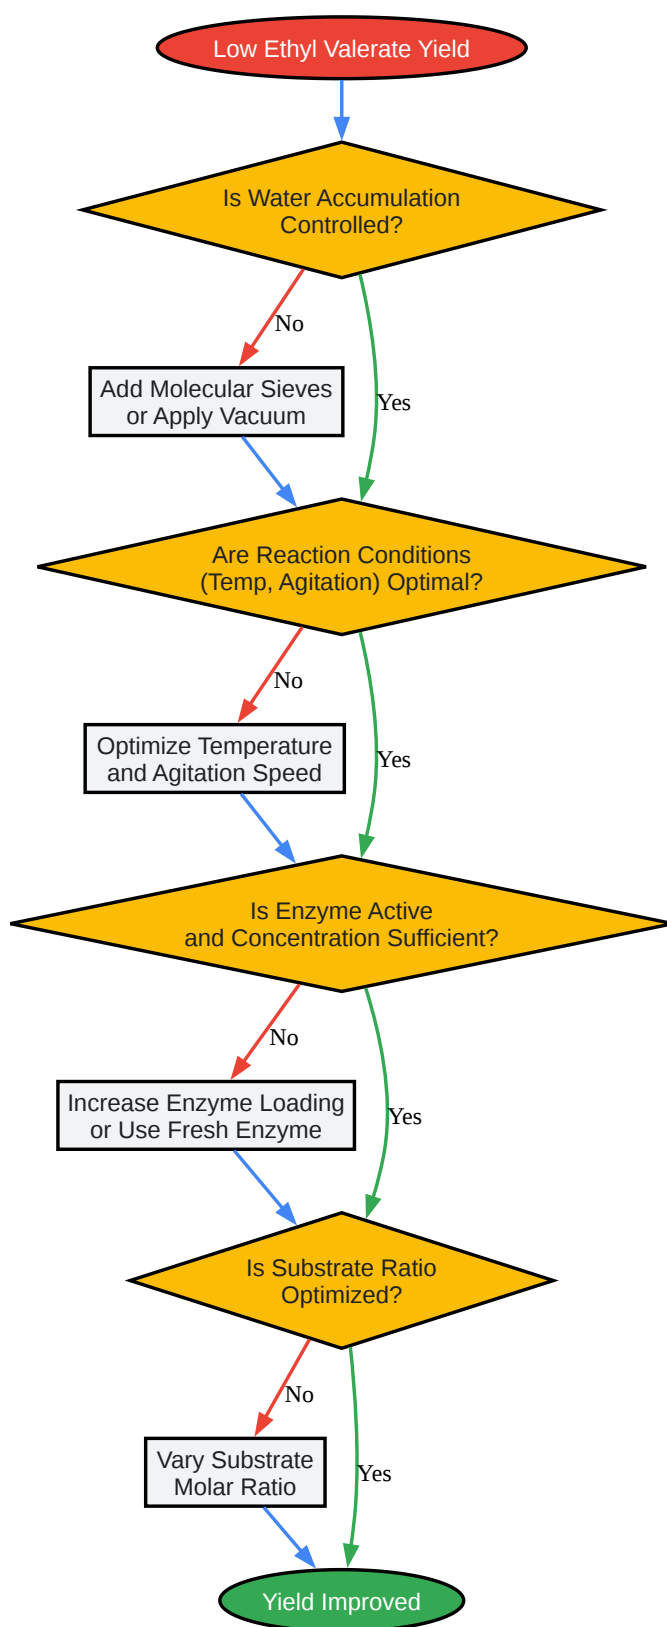 Low Ethyl Valerate Yield
Is Water Accumulation
Controlled?
No
Add Molecular Sieves
or Apply Vacuum
Yes
Are Reaction Conditions
(Temp, Agitation) Optimal?
No
Optimize Temperature
and Agitation Speed
Yes
Is Enzyme Active
and Concentration Sufficient?
No
Increase Enzyme Loading
or Use Fresh Enzyme
Yes
Is Substrate Ratio
Optimized?
No
Vary Substrate
Molar Ratio
Yes
Yield Improved